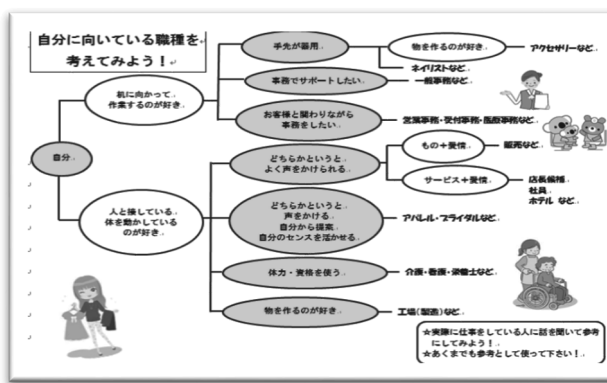 自分に向いている職種を
考えてみよう！
手先が器用
物を作るのが好き
アクセサリーなど
ネイリストなど
事務でサポートしたい
一般事務など
机に向かって
作業するのが好き
お客様と関わりながら
事務をしたい
営業事務・受付事務・医療事務など
自分
どちらかというと
よく声をかけられる
もの＋愛情
販売など
サービス＋愛情
店長候補
社員
ホテル など
人と接している
体を動かしている
のが好き
どちらかというと
声をかける
自分から提案
自分のセンスを活かせる
アパレル・ブライダルなど
体力・資格を使う
介護・看護・栄養士など
物を作るのが好き
工場(製造)など
☆実際に仕事をしている人に話を聞いて参考
にしてみよう！
☆あくまでも参考として使って下さい！